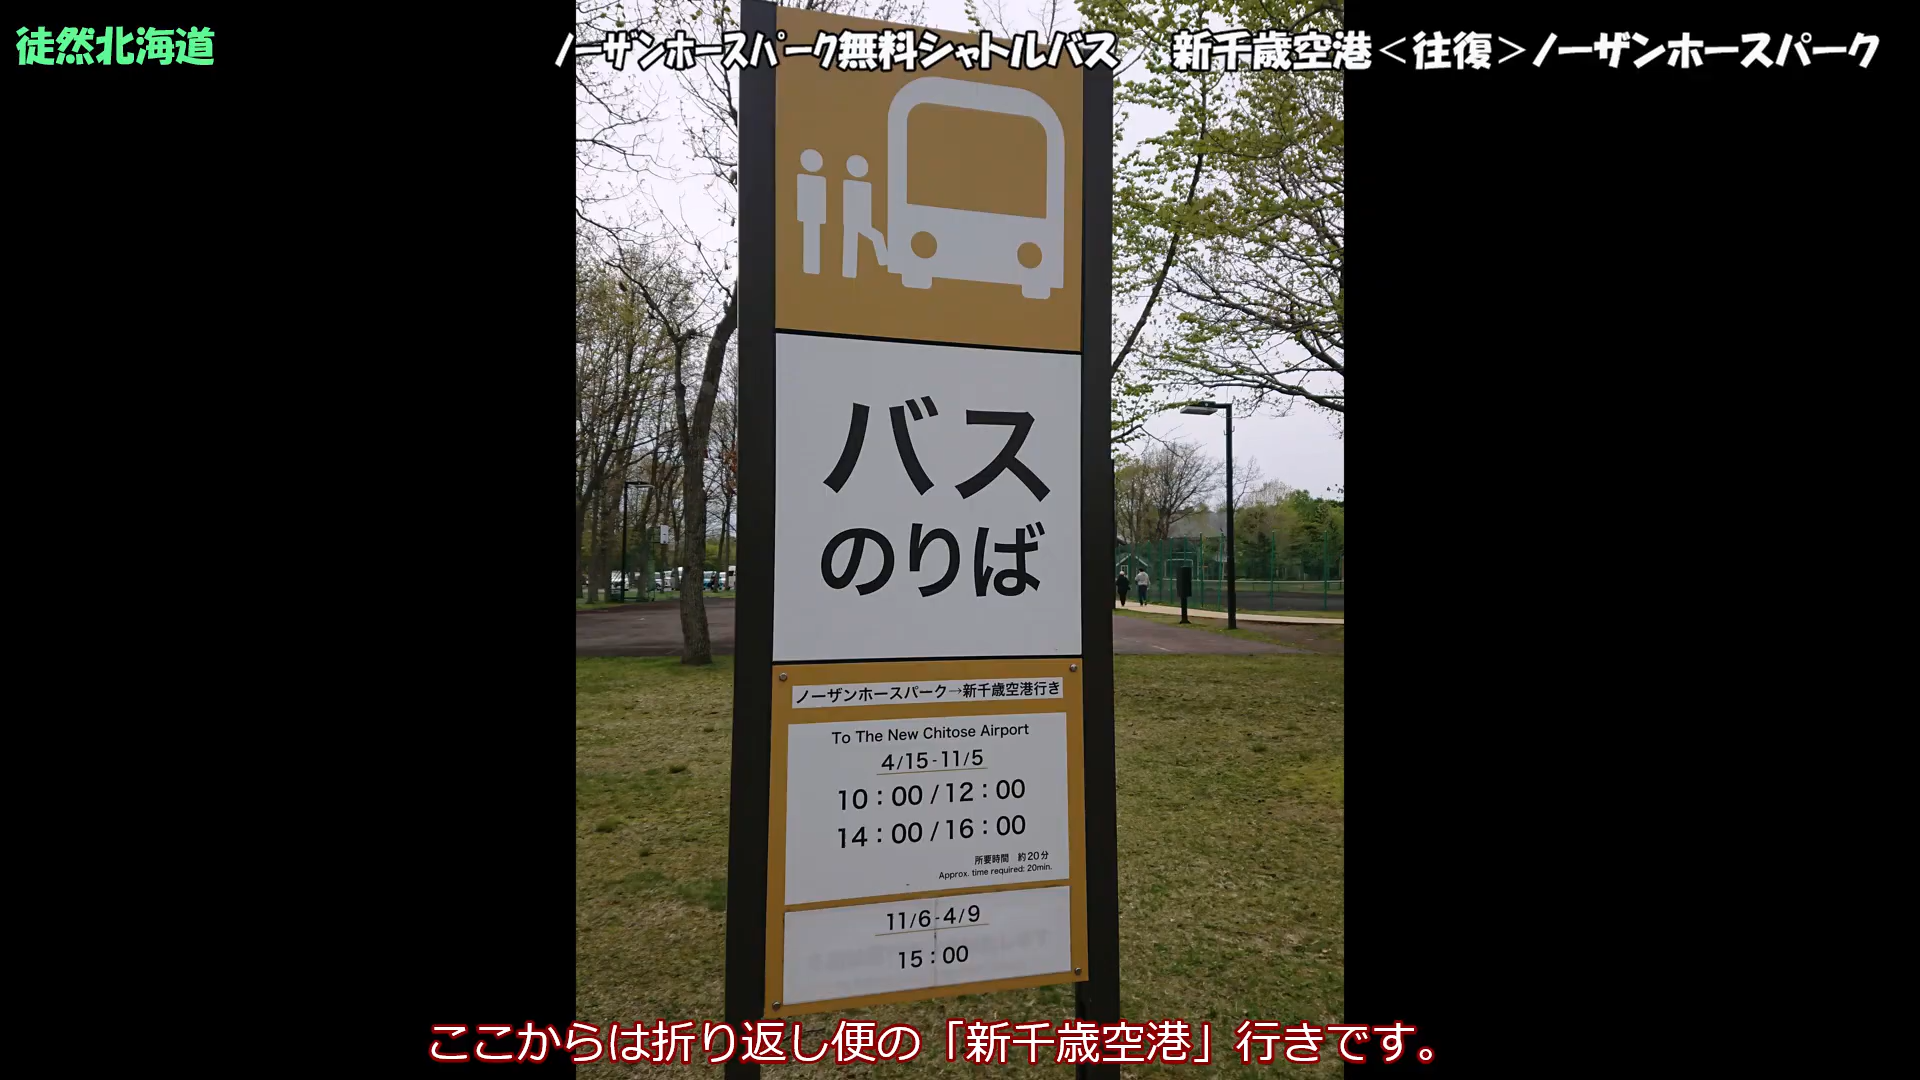 徒然北海道
ノーザンホースパーク無料シャトルバス／ 新千歳空港＜往復＞ノーザンホースパーク
バス
のりば
ノーザンホースパーク→新千歳空港行き
To The New Chitose Airport
4/15-11/5
10：00 / 12：00
14：00 / 16：00
所要時間 約20分
Approx. time required: 20min.
11/6-4/9
15：00
ここからは折り返し便の「新千歳空港」行きです。